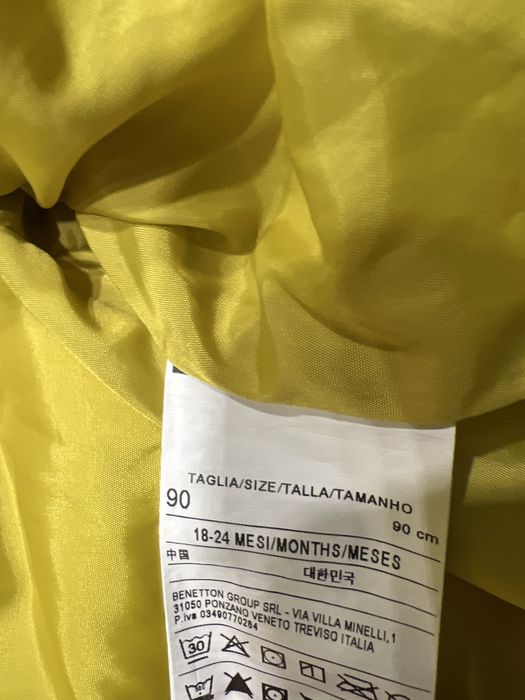 TAGLIA/SIZE/TALLA/TAMANHO
90
90 cm
18-24 MESI/MONTHS/MESES
中国 대한민국
BENETTON GROUP SRL - VIA VILLA MINELLI,1
31050 PONZANO VENETO TREVISO ITALIA
P.iva 03490770264
30